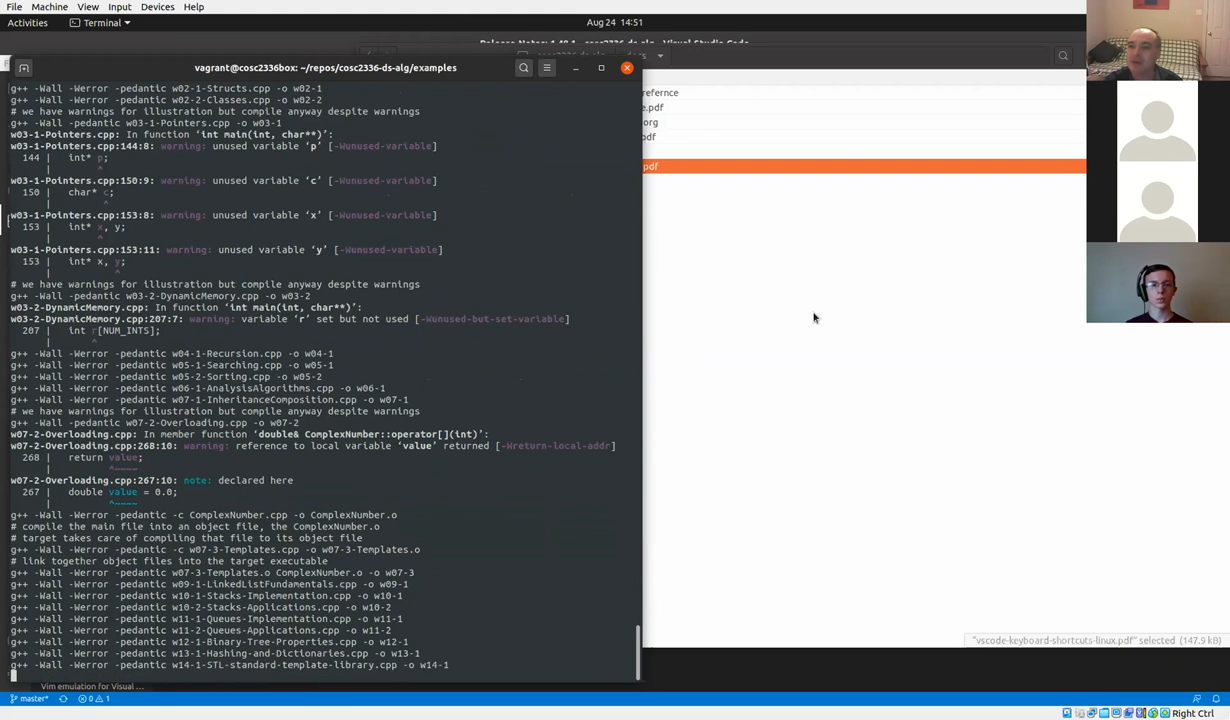 File Machine View Input Devices Help
Activities Terminal Aug 24 14:51
Release Notes: 1.48.1 - cosc2336-ds-alg - Visual Studio Code
vagrant@cosc2336box: ~/repos/cosc2336-ds-alg/examples
g++ -Wall -Werror -pedantic w02-1-Structs.cpp -o w02-1
g++ -Wall -Werror -pedantic w02-2-Classes.cpp -o w02-2
# we have warnings for illustration but compile anyway despite warnings
g++ -Wall -pedantic w03-1-Pointers.cpp -o w03-1
w03-1-Pointers.cpp: In function ‘int main(int, char**)’:
w03-1-Pointers.cpp:144:8: warning: unused variable ‘p’ [-Wunused-variable]
144 | int* p;
| ^
w03-1-Pointers.cpp:150:9: warning: unused variable ‘c’ [-Wunused-variable]
150 | char* c;
| ^
w03-1-Pointers.cpp:153:8: warning: unused variable ‘x’ [-Wunused-variable]
153 | int* x, y;
| ^
w03-1-Pointers.cpp:153:11: warning: unused variable ‘y’ [-Wunused-variable]
153 | int* x, y;
| ^
# we have warnings for illustration but compile anyway despite warnings
g++ -Wall -pedantic w03-2-DynamicMemory.cpp -o w03-2
w03-2-DynamicMemory.cpp: In function ‘int main(int, char**)’:
w03-2-DynamicMemory.cpp:207:7: warning: variable ‘r’ set but not used [-Wunused-but-set-variable]
207 | int r[NUM_INTS];
| ^
g++ -Wall -Werror -pedantic w04-1-Recursion.cpp -o w04-1
g++ -Wall -Werror -pedantic w05-1-Searching.cpp -o w05-1
g++ -Wall -Werror -pedantic w05-2-Sorting.cpp -o w05-2
g++ -Wall -Werror -pedantic w06-1-AnalysisAlgorithms.cpp -o w06-1
g++ -Wall -Werror -pedantic w07-1-InheritanceComposition.cpp -o w07-1
# we have warnings for illustration but compile anyway despite warnings
g++ -Wall -pedantic w07-2-Overloading.cpp -o w07-2
w07-2-Overloading.cpp: In member function ‘double& ComplexNumber::operator[](int)’:
w07-2-Overloading.cpp:268:10: warning: reference to local variable ‘value’ returned [-Wreturn-local-addr]
268 | return value;
| ^~~~~
w07-2-Overloading.cpp:267:10: note: declared here
267 | double value = 0.0;
| ^~~~~
g++ -Wall -Werror -pedantic -c ComplexNumber.cpp -o ComplexNumber.o
# compile the main file into an object file, the ComplexNumber.o
# target takes care of compiling that file to its object file
g++ -Wall -Werror -pedantic -c w07-3-Templates.cpp -o w07-3-Templates.o
# link together object files into the target executable
g++ -Wall -Werror -pedantic w07-3-Templates.o ComplexNumber.o -o w07-3
g++ -Wall -Werror -pedantic w09-1-LinkedListFundamentals.cpp -o w09-1
g++ -Wall -Werror -pedantic w10-1-Stacks-Implementation.cpp -o w10-1
g++ -Wall -Werror -pedantic w10-2-Stacks-Applications.cpp -o w10-2
g++ -Wall -Werror -pedantic w11-1-Queues-Implementation.cpp -o w11-1
g++ -Wall -Werror -pedantic w11-2-Queues-Applications.cpp -o w11-2
g++ -Wall -Werror -pedantic w12-1-Binary-Tree-Properties.cpp -o w12-1
g++ -Wall -Werror -pedantic w13-1-Hashing-and-Dictionaries.cpp -o w13-1
g++ -Wall -Werror -pedantic w14-1-STL-standard-template-library.cpp -o w14-1
refernce
e.pdf
org
pdf
.pdf
"vscode-keyboard-shortcuts-linux.pdf" selected (147.9 kB)
Vim emulation for Visual ...
master* 0 1
Right Ctrl